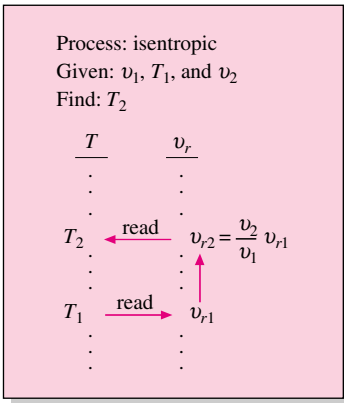 Process: isentropic
Given: υ₁, T₁, and υ₂
Find: T₂
T υᵣ
. .
. .
. .
T₂ read υᵣ₂ = υ₂/υ₁ υᵣ₁
. .
. .
. .
T₁ read υᵣ₁
. .
. .
. .